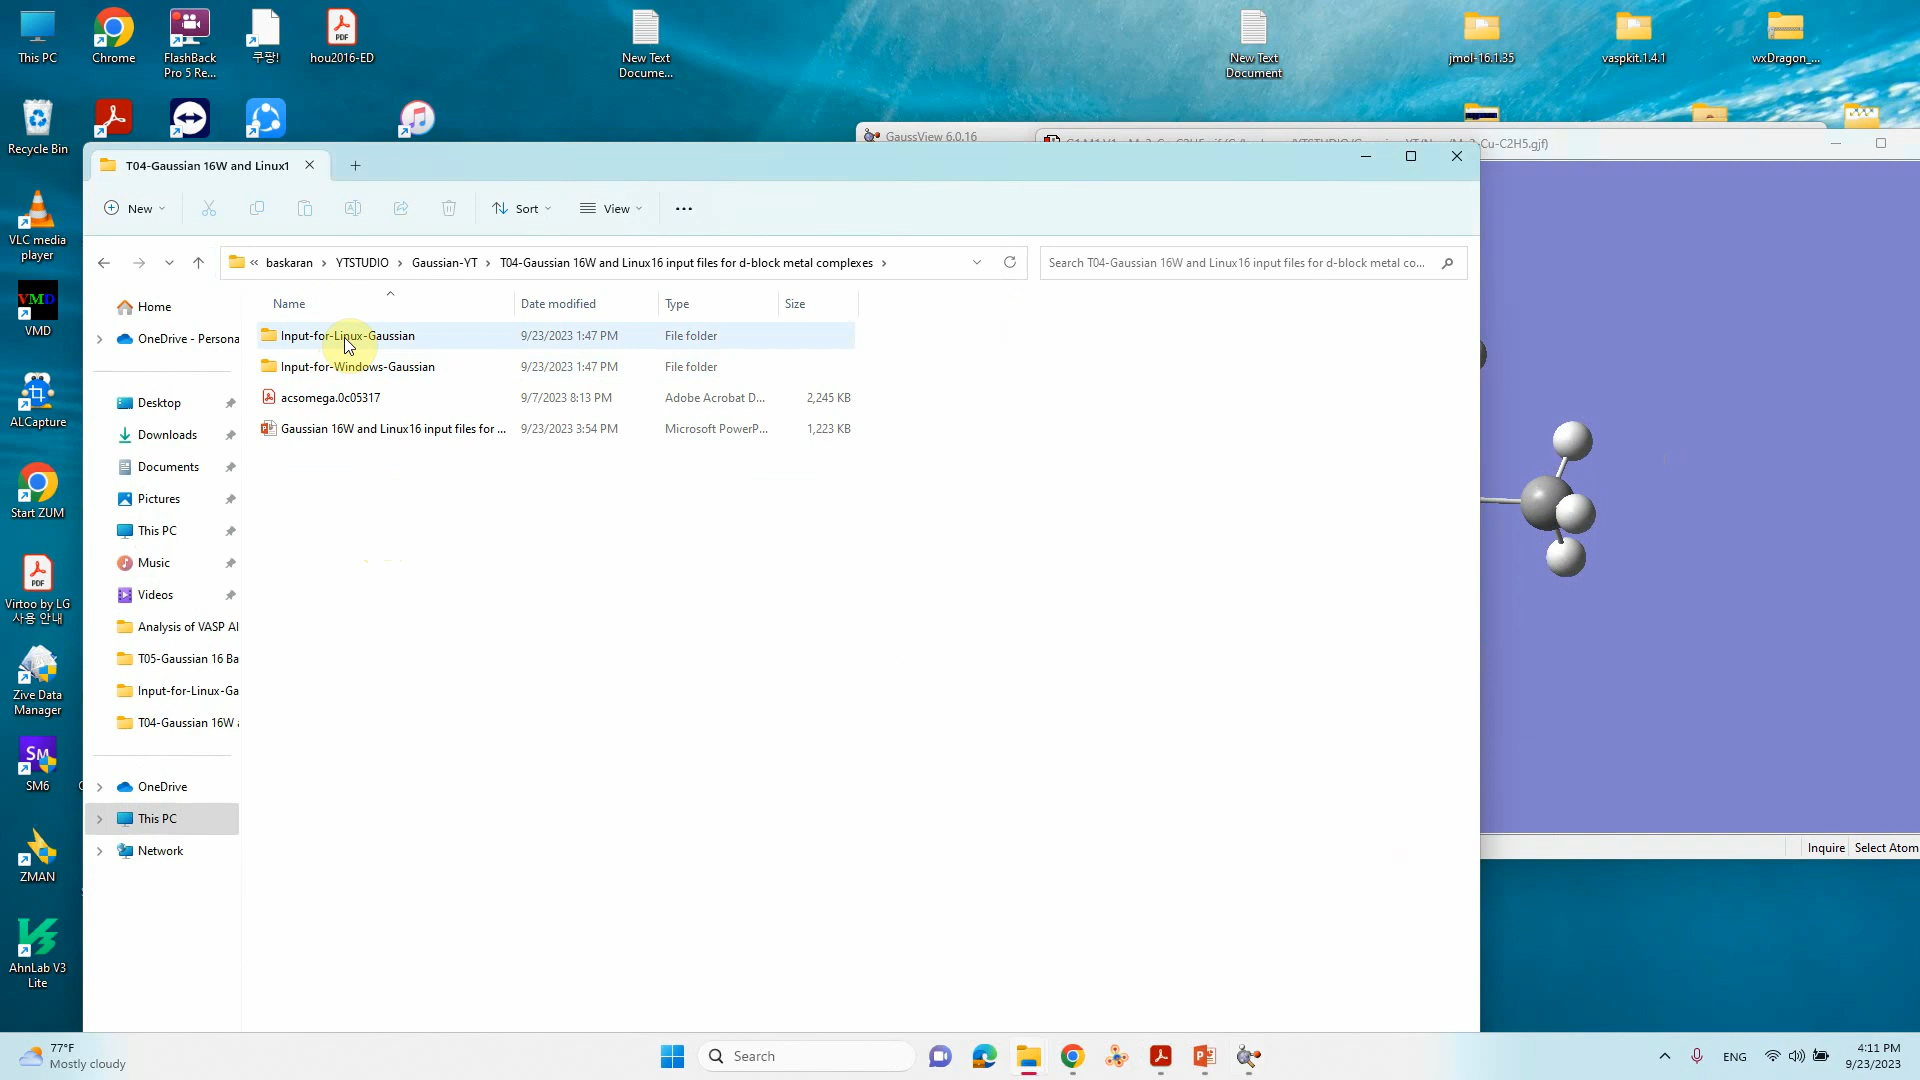 This PC
Chrome
FlashBack
Pro 5 Re...
쿠팡!
PDF
hou2016-ED
New Text
Docume...
New Text
Document
jmol-16.1.35
vaspkit.1.4.1
wxDragon_...
Recycle Bin
GaussView 6.0.16
-Cu-C2H5.gjf)
T04-Gaussian 16W and Linux1
New
Sort
View
baskaran
YTSTUDIO
Gaussian-YT
T04-Gaussian 16W and Linux16 input files for d-block metal complexes
Search T04-Gaussian 16W and Linux16 input files for d-block metal co...
Name
Date modified
Type
Size
Input-for-Linux-Gaussian
9/23/2023 1:47 PM
File folder
Input-for-Windows-Gaussian
9/23/2023 1:47 PM
File folder
acsomega.0c05317
9/7/2023 8:13 PM
Adobe Acrobat D...
2,245 KB
Gaussian 16W and Linux16 input files for ...
9/23/2023 3:54 PM
Microsoft PowerP...
1,223 KB
Home
OneDrive - Persona
Desktop
Downloads
Documents
Pictures
This PC
Music
Videos
Analysis of VASP AI
T05-Gaussian 16 Ba
Input-for-Linux-Ga
T04-Gaussian 16W a
OneDrive
This PC
Network
VLC media
player
VMD
VMD
ALCapture
Start ZUM
PDF
Virtoo by LG
사용 안내
Zive Data
Manager
SM
SM6
ZMAN
AhnLab V3
Lite
Inquire
Select Atom
77°F
Mostly cloudy
Search
ENG
4:11 PM
9/23/2023